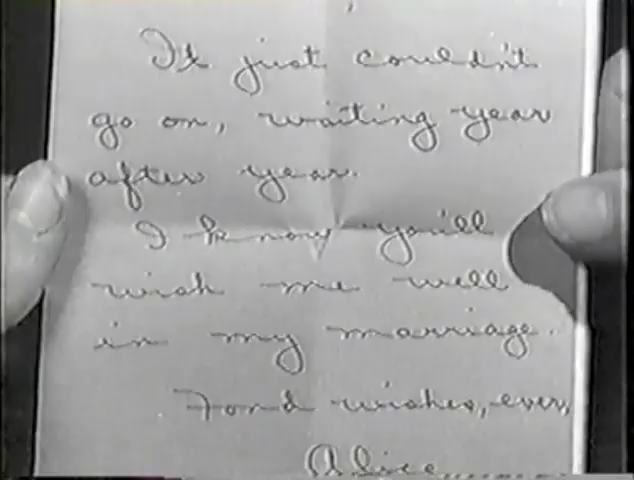 It just couldn't
go on, waiting year
after year.
I know you'll
wish me well
in my marriage.
Fond wishes, ever,
Alice